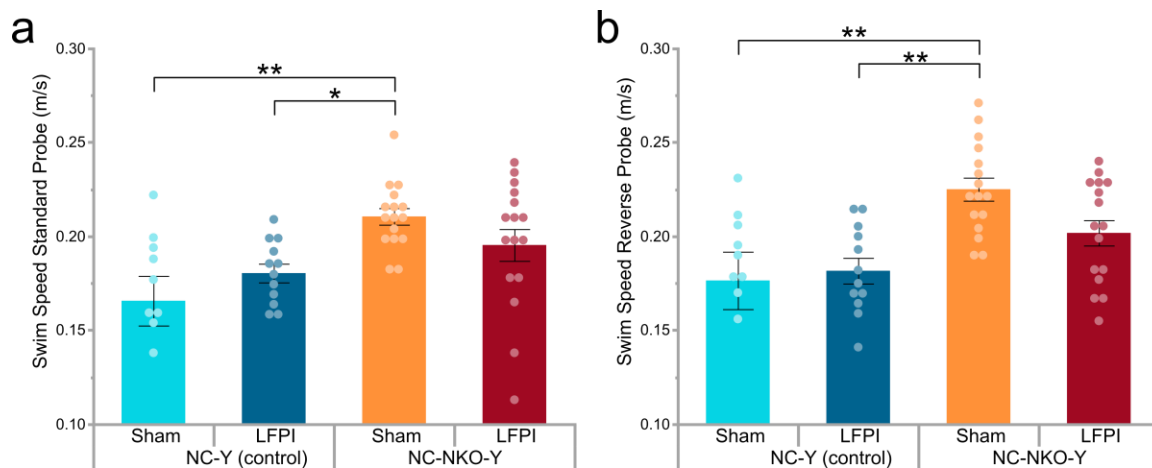 a
Swim Speed Standard Probe (m/s)
0.30
0.25
0.20
0.15
0.10
**
*
Sham LFPI Sham LFPI
NC-Y (control) NC-NKO-Y
b
Swim Speed Reverse Probe (m/s)
0.30
0.25
0.20
0.15
0.10
**
**
Sham LFPI Sham LFPI
NC-Y (control) NC-NKO-Y